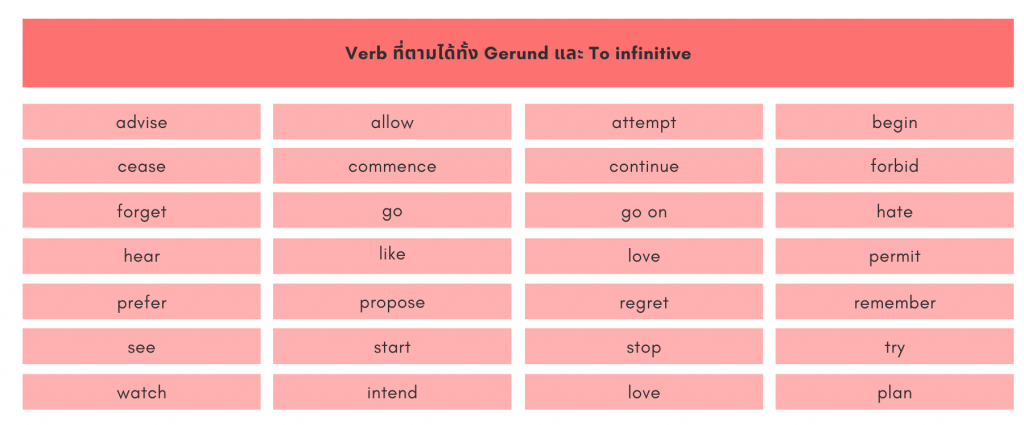 Verb ที่ตามได้ทั้ง Gerund และ To infinitive
advise allow attempt begin
cease commence continue forbid
forget go go on hate
hear like love permit
prefer propose regret remember
see start stop try
watch intend love plan